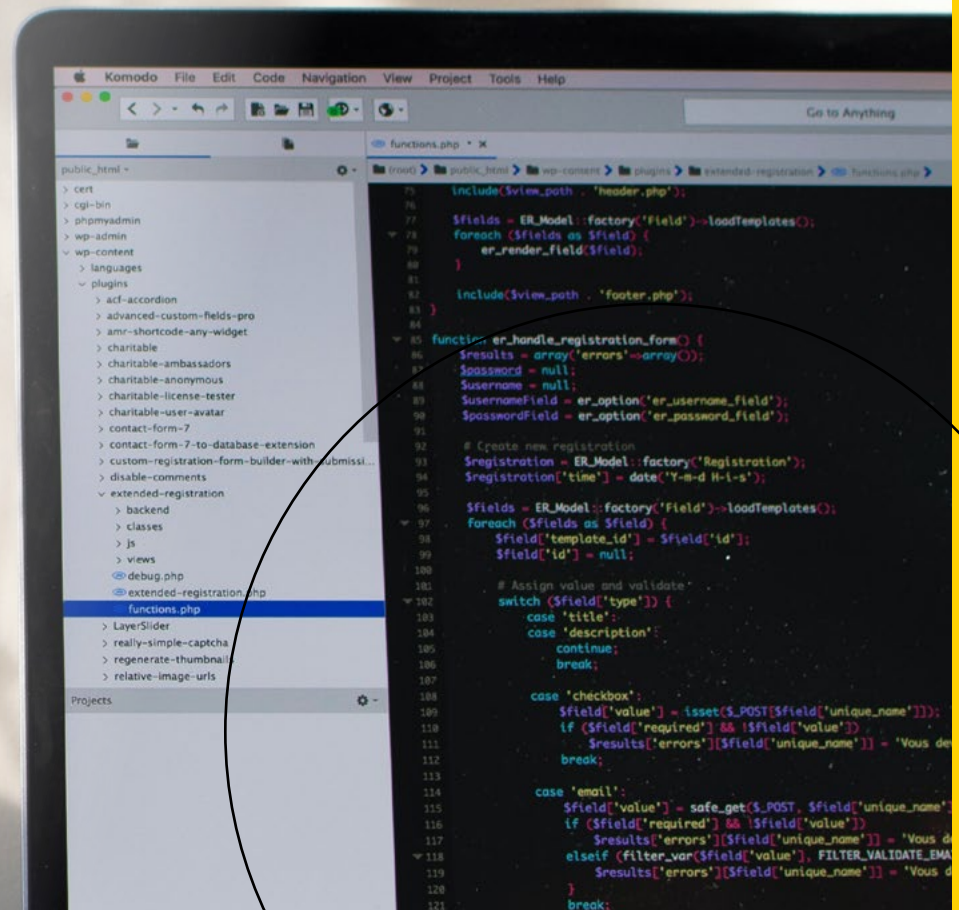 Komodo File Edit Code Navigation View Project Tools Help
Go to Anything
functions.php
public_html
(root) public_html wp-content plugins extended-registration functions.php
cert
cgi-bin
phpmyadmin
wp-admin
wp-content
languages
plugins
acf-accordion
advanced-custom-fields-pro
amr-shortcode-any-widget
charitable
charitable-ambassadors
charitable-anonymous
charitable-license-tester
charitable-user-avatar
contact-form-7
contact-form-7-to-database-extension
custom-registration-form-builder-with-submissi...
disable-comments
extended-registration
backend
classes
js
views
debug.php
extended-registration.php
functions.php
LayerSlider
really-simple-captcha
regenerate-thumbnails
relative-image-urls
Projects
75 include($view_path . 'header.php');
76
77 $fields = ER_Model::factory('Field')->loadTemplates();
78 foreach ($fields as $field) {
79 er_render_field($field);
80 }
81
82 include($view_path . 'footer.php');
83 }
84
85 function er_handle_registration_form() {
86 $results = array('errors'=>array());
87 $password = null;
88 $username = null;
89 $usernameField = er_option('er_username_field');
90 $passwordField = er_option('er_password_field');
91
92 # Create new registration
93 $registration = ER_Model::factory('Registration');
94 $registration['time'] = date('Y-m-d H-i-s');
95
96 $fields = ER_Model::factory('Field')->loadTemplates();
97 foreach ($fields as $field) {
98 $field['template_id'] = $field['id'];
99 $field['id'] = null;
100
101 # Assign value and validate
102 switch ($field['type']) {
103 case 'title':
104 case 'description':
105 continue;
106 break;
107
108 case 'checkbox':
109 $field['value'] = isset($_POST[$field['unique_name']]);
110 if ($field['required'] && !$field['value'])
111 $results['errors'][$field['unique_name']] = 'Vous de
112 break;
113
114 case 'email':
115 $field['value'] = safe_get($_POST, $field['unique_name']
116 if ($field['required'] && !$field['value'])
117 $results['errors'][$field['unique_name']] = 'Vous d
118 elseif (filter_var($field['value'], FILTER_VALIDATE_EMA
119 $results['errors'][$field['unique_name']] = 'Vous d
120 }
121 break;